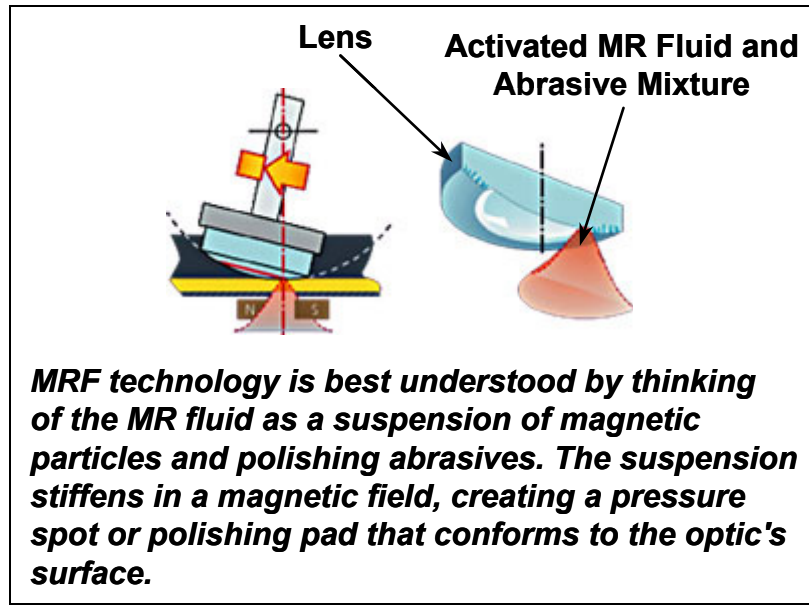 Lens
Activated MR Fluid and
Abrasive Mixture
N S
MRF technology is best understood by thinking
of the MR fluid as a suspension of magnetic
particles and polishing abrasives. The suspension
stiffens in a magnetic field, creating a pressure
spot or polishing pad that conforms to the optic's
surface.